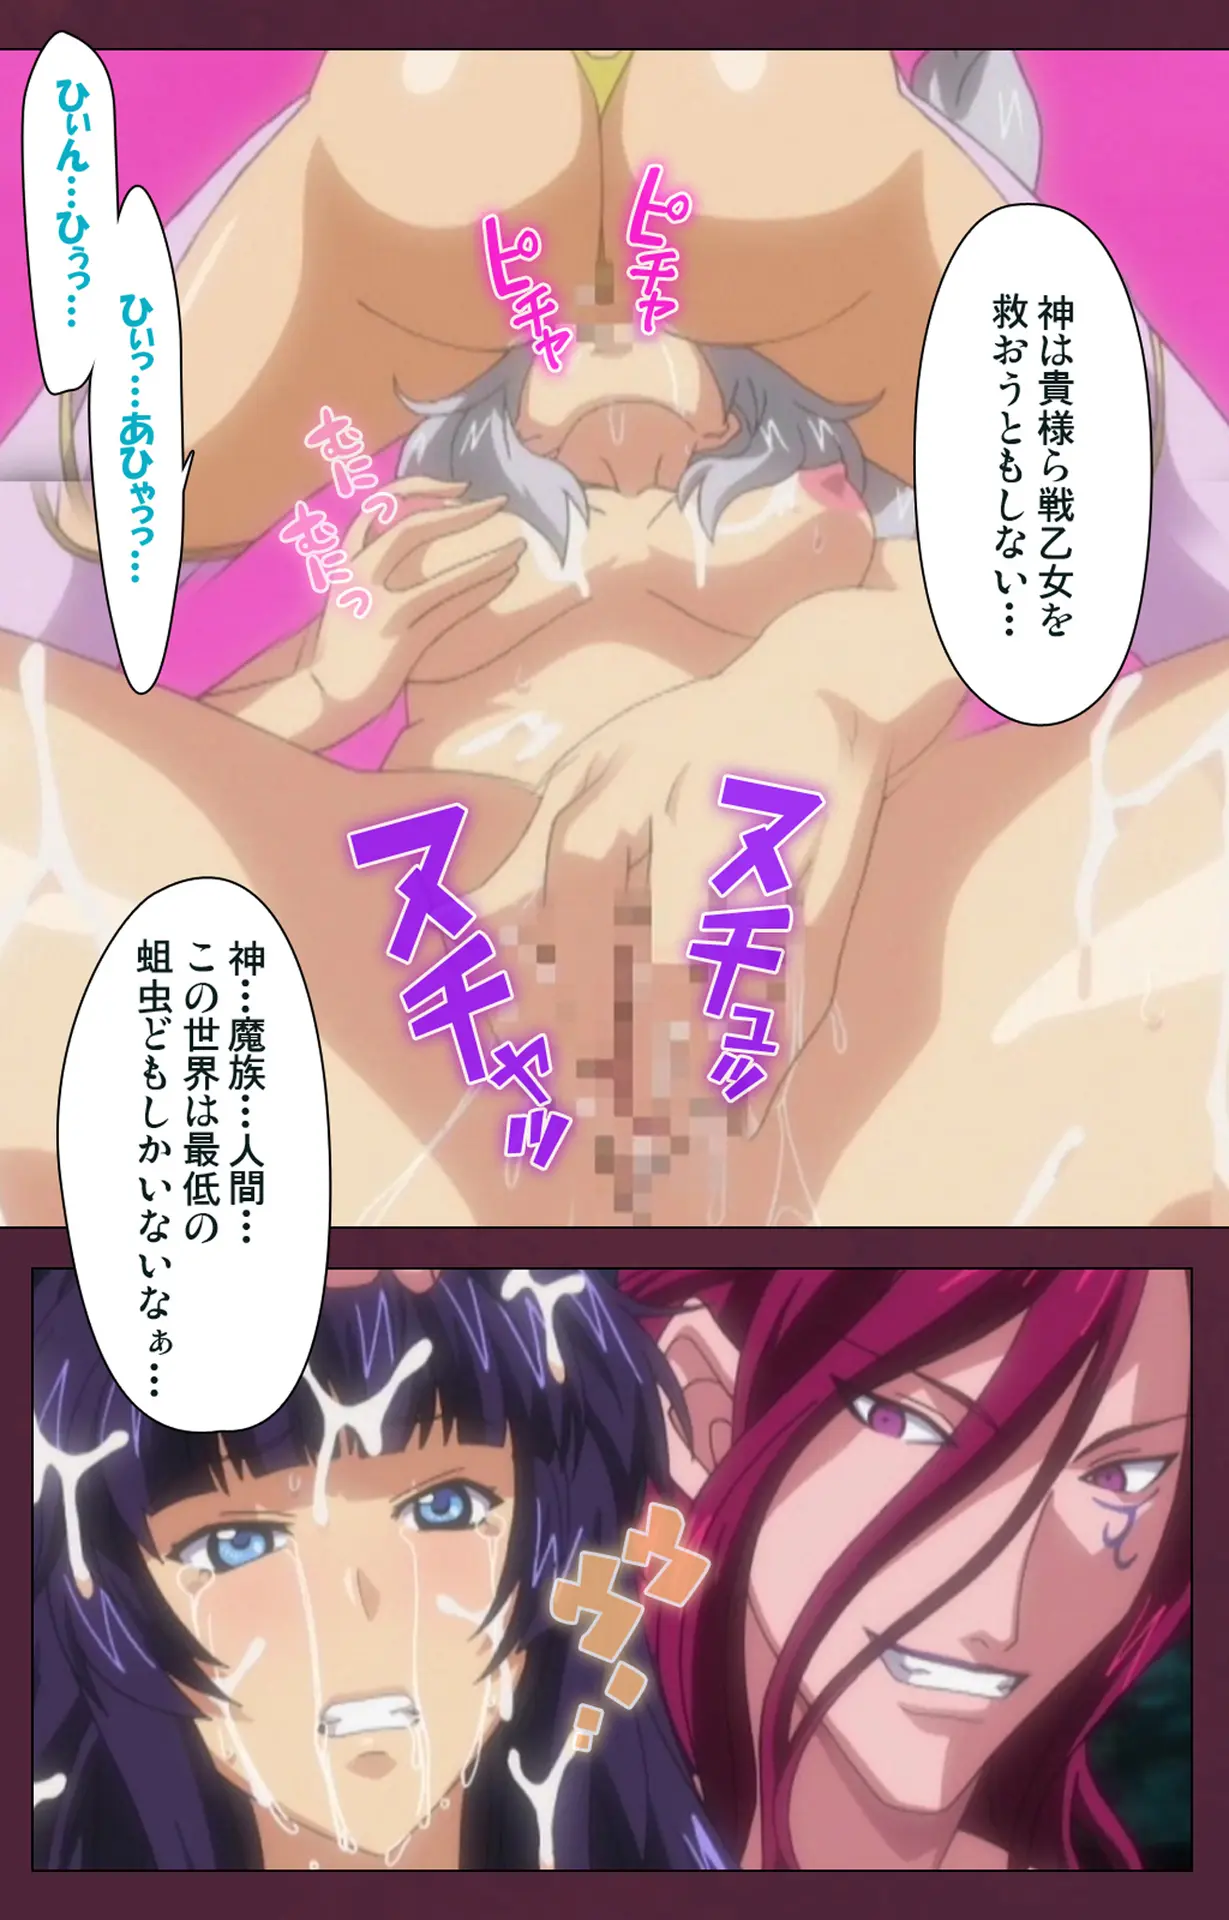 神は貴様ら戦乙女を
救おうともしない…
ピチャ
ピチャ
ひぃん…ひぅっ…
ひぃっ…あひゃっっ…
むにっ
むにっ
ヌチュッ
ヌチャッ
神…魔族…人間…
この世界は最低の
蛆虫どもしかいないなぁ…
ウウ…